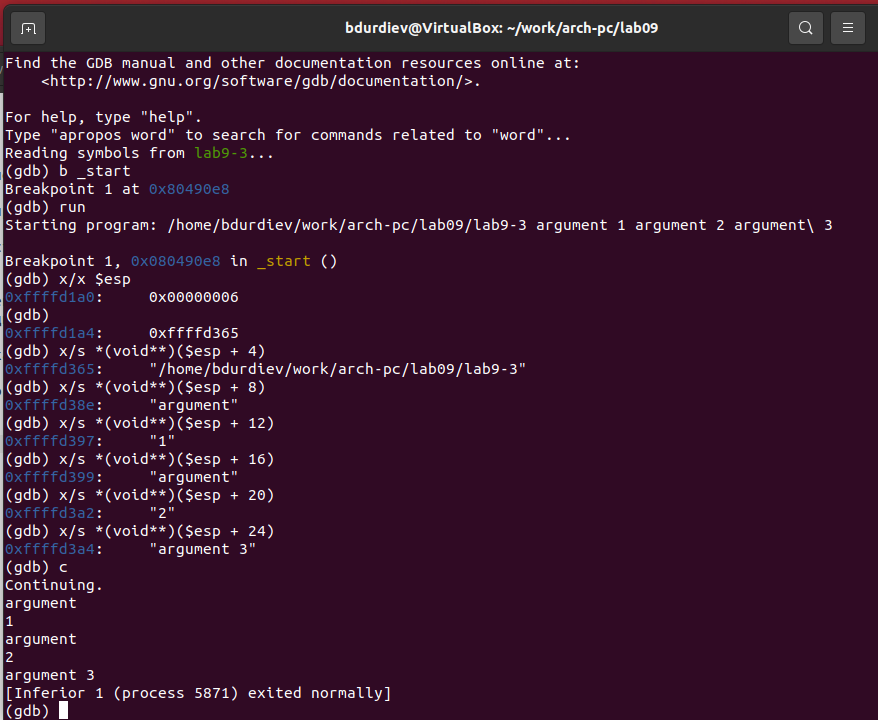 bdurdiev@VirtualBox: ~/work/arch-pc/lab09
Find the GDB manual and other documentation resources online at:
    <http://www.gnu.org/software/gdb/documentation/>.

For help, type "help".
Type "apropos word" to search for commands related to "word"...
Reading symbols from lab9-3...
(gdb) b _start
Breakpoint 1 at 0x80490e8
(gdb) run
Starting program: /home/bdurdiev/work/arch-pc/lab09/lab9-3 argument 1 argument 2 argument\ 3

Breakpoint 1, 0x080490e8 in _start ()
(gdb) x/x $esp
0xffffd1a0:     0x00000006
(gdb)
0xffffd1a4:     0xffffd365
(gdb) x/s *(void**)($esp + 4)
0xffffd365:     "/home/bdurdiev/work/arch-pc/lab09/lab9-3"
(gdb) x/s *(void**)($esp + 8)
0xffffd38e:     "argument"
(gdb) x/s *(void**)($esp + 12)
0xffffd397:     "1"
(gdb) x/s *(void**)($esp + 16)
0xffffd399:     "argument"
(gdb) x/s *(void**)($esp + 20)
0xffffd3a2:     "2"
(gdb) x/s *(void**)($esp + 24)
0xffffd3a4:     "argument 3"
(gdb) c
Continuing.
argument
1
argument
2
argument 3
[Inferior 1 (process 5871) exited normally]
(gdb)